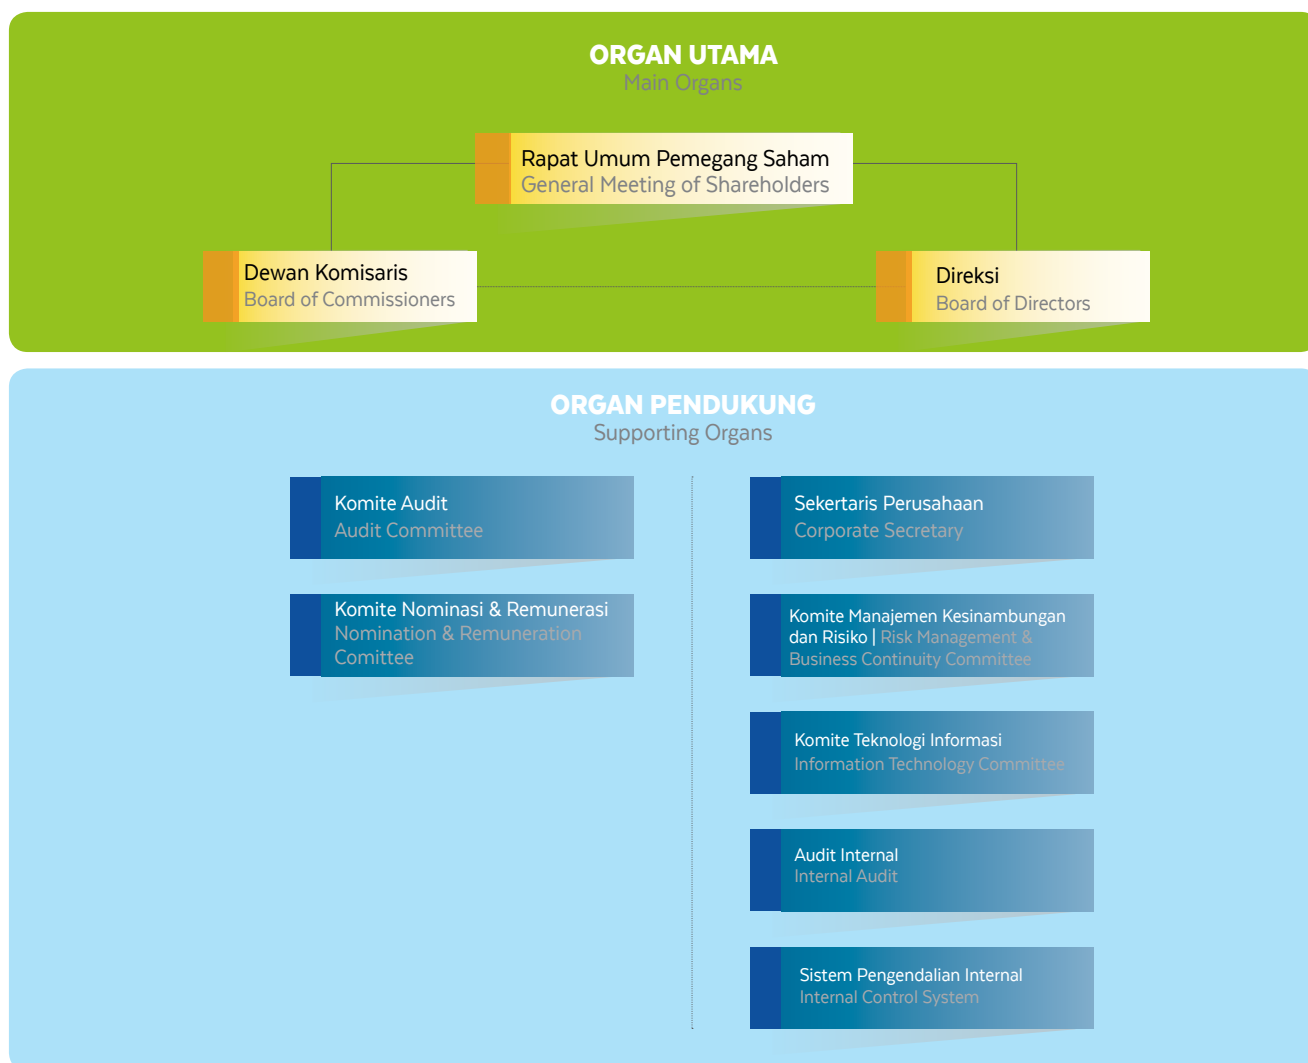 ORGAN UTAMA
Main Organs
Rapat Umum Pemegang Saham
General Meeting of Shareholders
Dewan Komisaris
Board of Commissioners
Direksi
Board of Directors
ORGAN PENDUKUNG
Supporting Organs
Komite Audit
Audit Committee
Komite Nominasi & Remunerasi
Nomination & Remuneration
Comittee
Sekertaris Perusahaan
Corporate Secretary
Komite Manajemen Kesinambungan
dan Risiko | Risk Management &
Business Continuity Committee
Komite Teknologi Informasi
Information Technology Committee
Audit Internal
Internal Audit
Sistem Pengendalian Internal
Internal Control System